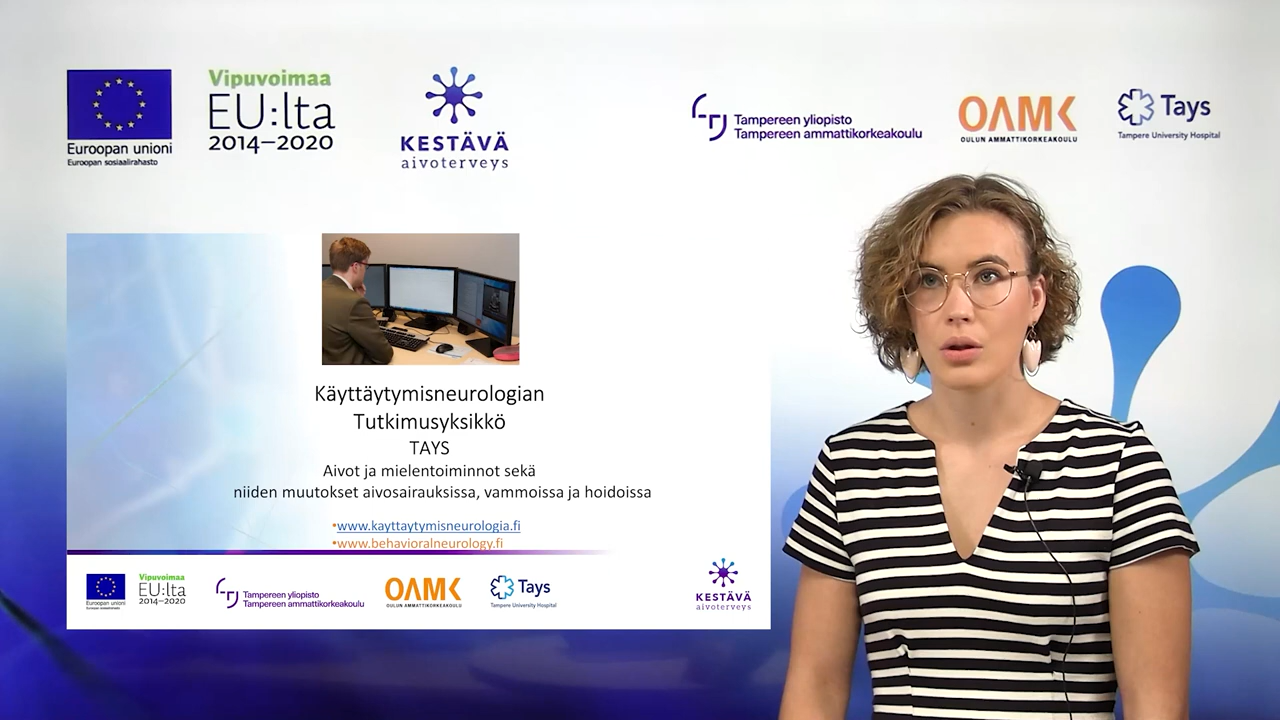 Euroopan unioni
Euroopan sosiaalirahasto
Vipuvoimaa
EU:lta
2014–2020
KESTÄVÄ
aivoterveys
Tampereen yliopisto
Tampereen ammattikorkeakoulu
OAMK
OULUN AMMATTIKORKEAKOULU
Tays
Tampere University Hospital
Käyttäytymisneurologian
Tutkimusyksikkö
TAYS
Aivot ja mielentoiminnot sekä
niiden muutokset aivosairauksissa, vammoissa ja hoidoissa
•www.kayttaytymisneurologia.fi
•www.behavioralneurology.fi
Euroopan unioni
Euroopan sosiaalirahasto
Vipuvoimaa
EU:lta
2014–2020
Tampereen yliopisto
Tampereen ammattikorkeakoulu
OAMK
OULUN AMMATTIKORKEAKOULU
Tays
Tampere University Hospital
KESTÄVÄ
aivoterveys